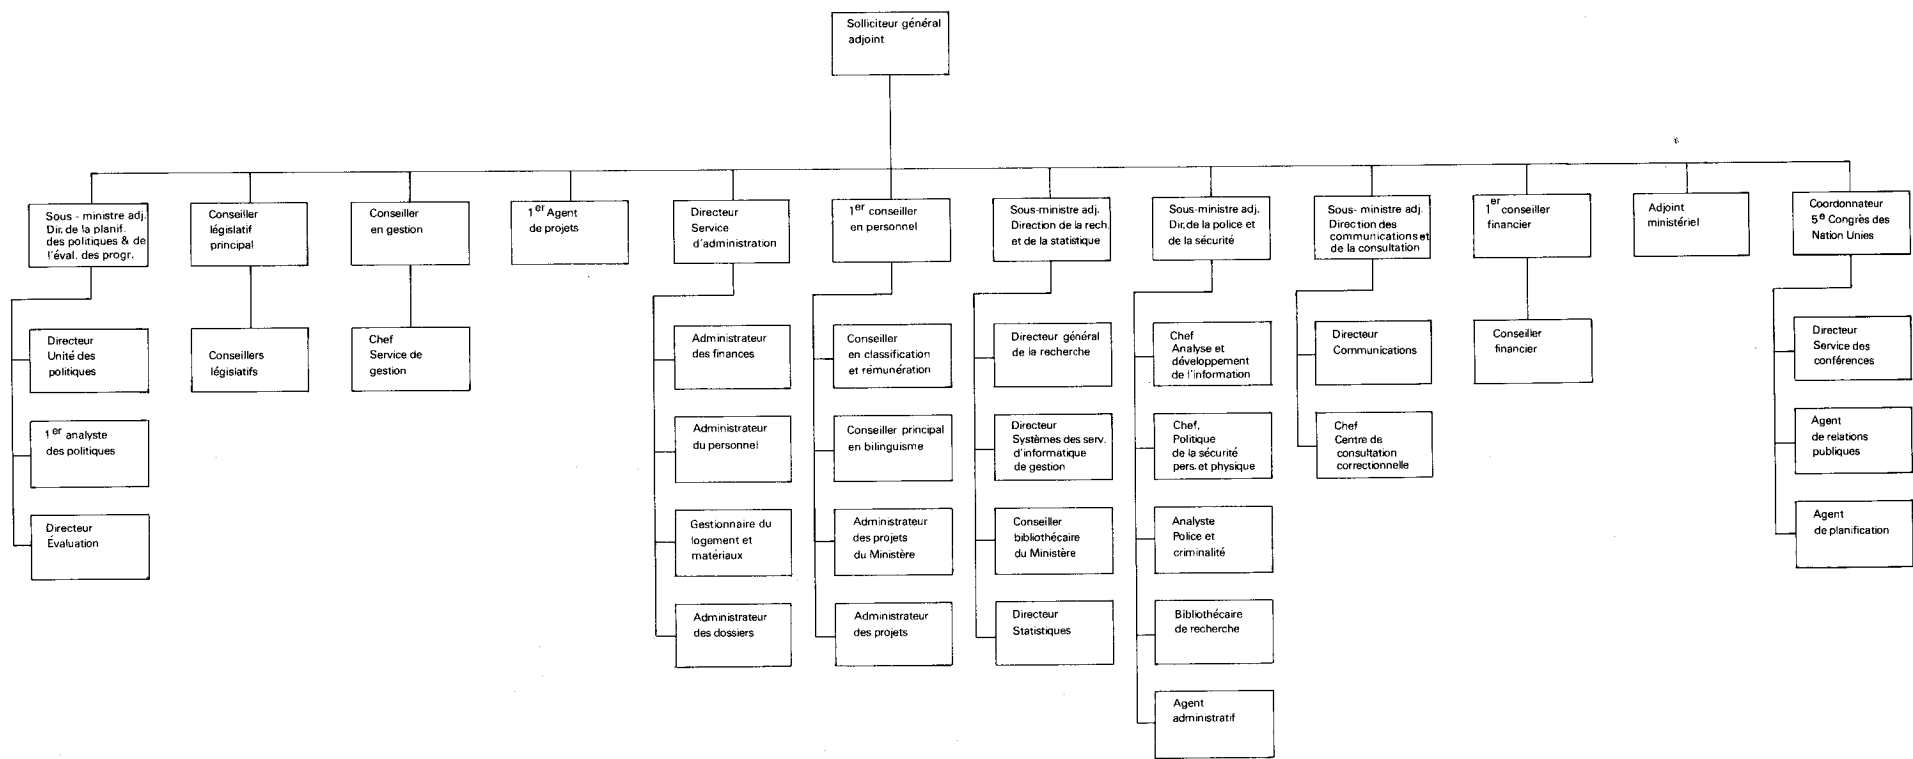 Solliciteur général
adjoint
Sous - ministre adj.
Dir. de la planif.
des politiques & de
l'éval. des progr.
Conseiller
législatif
principal
Conseiller
en gestion
1er Agent
de projets
Directeur
Service
d'administration
1er conseiller
en personnel
Sous-ministre adj.
Direction de la rech.
et de la statistique
Sous-ministre adj.
Dir. de la police et
de la sécurité
Sous- ministre adj.
Direction des
communications et
de la consultation
1er conseiller
financier
Adjoint
ministériel
Coordonnateur
5e Congrès des
Nation Unies
Directeur
Unité des
politiques
1er analyste
des politiques
Directeur
Évaluation
Conseillers
législatifs
Chef
Service de
gestion
Administrateur
des finances
Administrateur
du personnel
Gestionnaire du
logement et
matériaux
Administrateur
des dossiers
Conseiller
en classification
et rémunération
Conseiller principal
en bilinguisme
Administrateur
des projets
du Ministère
Administrateur
des projets
Directeur général
de la recherche
Directeur
Systèmes des serv.
d'informatique
de gestion
Conseiller
bibliothécaire
du Ministère
Directeur
Statistiques
Chef
Analyse et
développement
de l'information
Chef,
Politique
de la sécurité
pers. et physique
Analyste
Police et
criminalité
Bibliothécaire
de recherche
Agent
administratif
Directeur
Communications
Chef
Centre de
consultation
correctionnelle
Conseiller
financier
Directeur
Service des
conférences
Agent
de relations
publiques
Agent
de planification